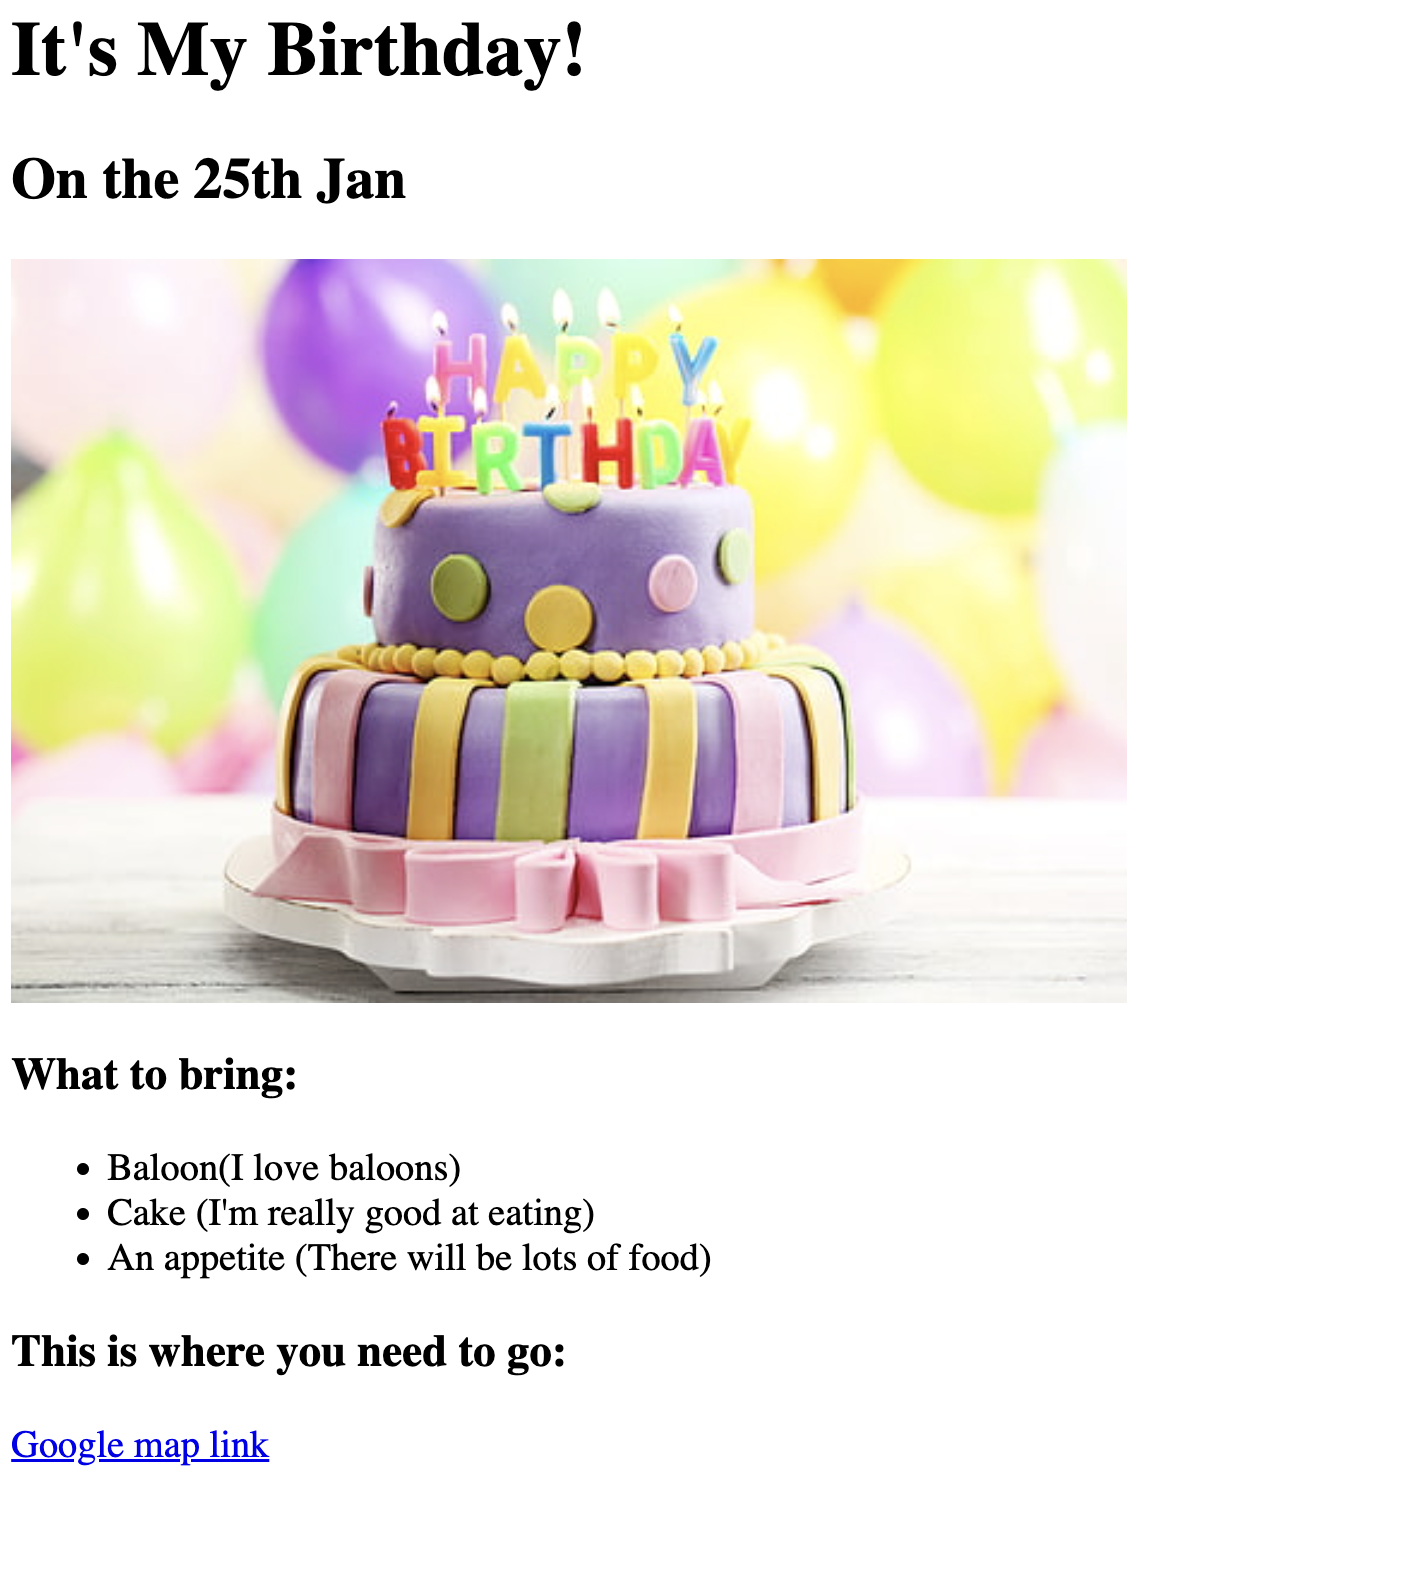 It's My Birthday!
On the 25th Jan
HAPPY
BIRTHDAY
What to bring:
Baloon(I love baloons)
Cake (I'm really good at eating)
An appetite (There will be lots of food)
This is where you need to go:
Google map link